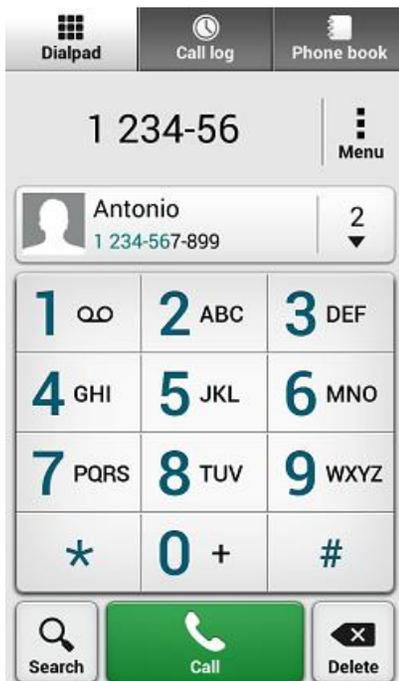 Dialpad Call log Phone book
1 234-56
Menu
Antonio 2
1 234-567-899
1 2 ABC 3 DEF
4 GHI 5 JKL 6 MNO
7 PQRS 8 TUV 9 WXYZ
* 0 + #
Search Call Delete